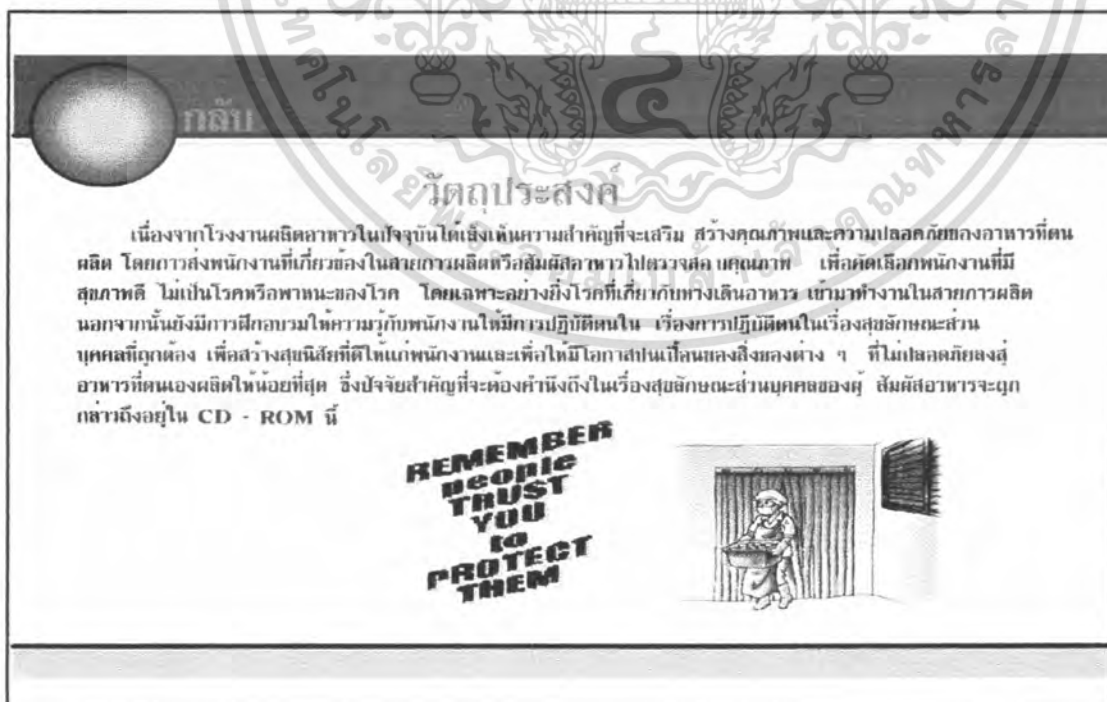 กลับ
วัตถุประสงค์
เนื่องจากโรงงานผลิตอาหารในปัจจุบันได้เล็งเห็นความสำคัญที่จะเสริม สร้างคุณภาพและความปลอดภัยของอาหารที่ตน
ผลิต โดยการส่งพนักงานที่เกี่ยวข้องในสายการผลิตหรือสัมผัสอาหารไปตรวจสอ บคุณภาพ เพื่อคัดเลือกพนักงานที่มี
สุขภาพดี ไม่เป็นโรคหรือพาหนะของโรค โดยเฉพาะอย่างยิ่งโรคที่เกี่ยวกับทางเดินอาหาร เข้ามาทำงานในสายการผลิต
นอกจากนั้นยังมีการฝึกอบรมให้ความรู้กับพนักงานให้มีการปฏิบัติตนใน เรื่องการปฏิบัติตนในเรื่องสุขลักษณะส่วน
บุคคลที่ถูกต้อง เพื่อสร้างสุขนิสัยที่ดีให้แก่พนักงานและเพื่อให้มีโอกาสปนเปื้อนของสิ่งของต่าง ๆ ที่ไม่ปลอดภัยลงสู่
อาหารที่ตนเองผลิตให้น้อยที่สุด ซึ่งปัจจัยสำคัญที่จะต้องคำนึงถึงในเรื่องสุขลักษณะส่วนบุคคลของผู้ สัมผัสอาหารจะถูก
กล่าวถึงอยู่ใน CD - ROM นี้
REMEMBER
people
TRUST
YOU
to
PROTECT
THEM